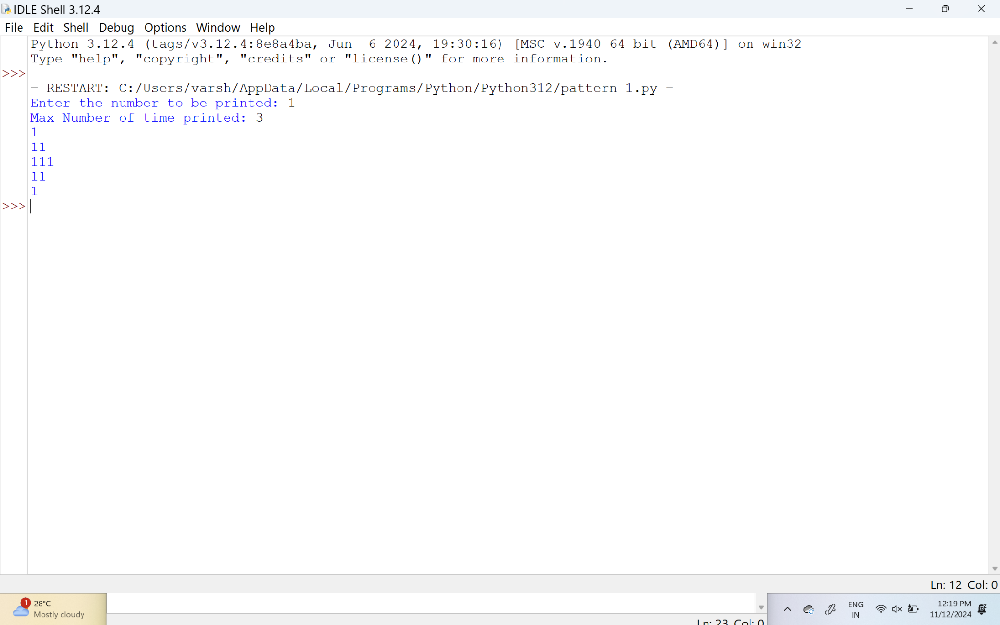 IDLE Shell 3.12.4
File Edit Shell Debug Options Window Help
Python 3.12.4 (tags/v3.12.4:8e8a4ba, Jun  6 2024, 19:30:16) [MSC v.1940 64 bit (AMD64)] on win32
Type "help", "copyright", "credits" or "license()" for more information.
>>>
= RESTART: C:/Users/varsh/AppData/Local/Programs/Python/Python312/pattern 1.py =
Enter the number to be printed: 1
Max Number of time printed: 3
1
11
111
11
1
>>>
Ln: 12 Col: 0
1
28°C
Mostly cloudy
Ln: 23 Col: 0
ENG
IN
12:19 PM
11/12/2024